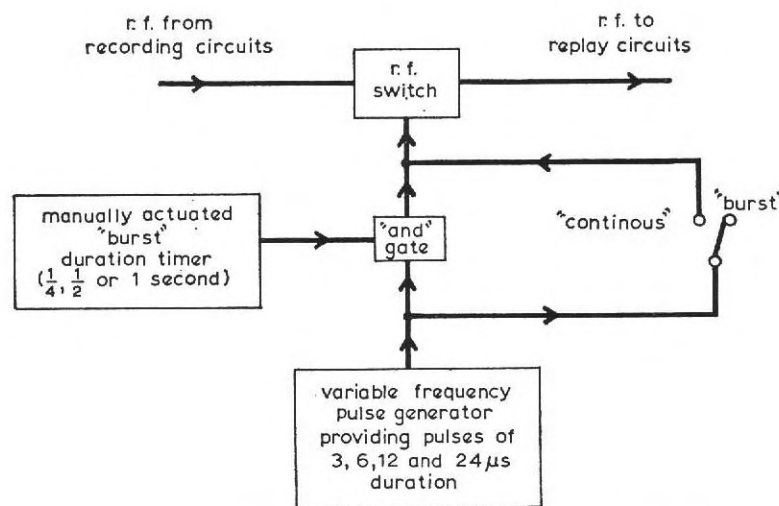 r.f. from
recording circuits
r.f. to
replay circuits
r.f.
switch
manually actuated
"burst"
duration timer
(1/4, 1/2 or 1 second)
"and"
gate
"continous"
"burst"
variable frequency
pulse generator
providing pulses of
3, 6, 12 and 24 μs
duration